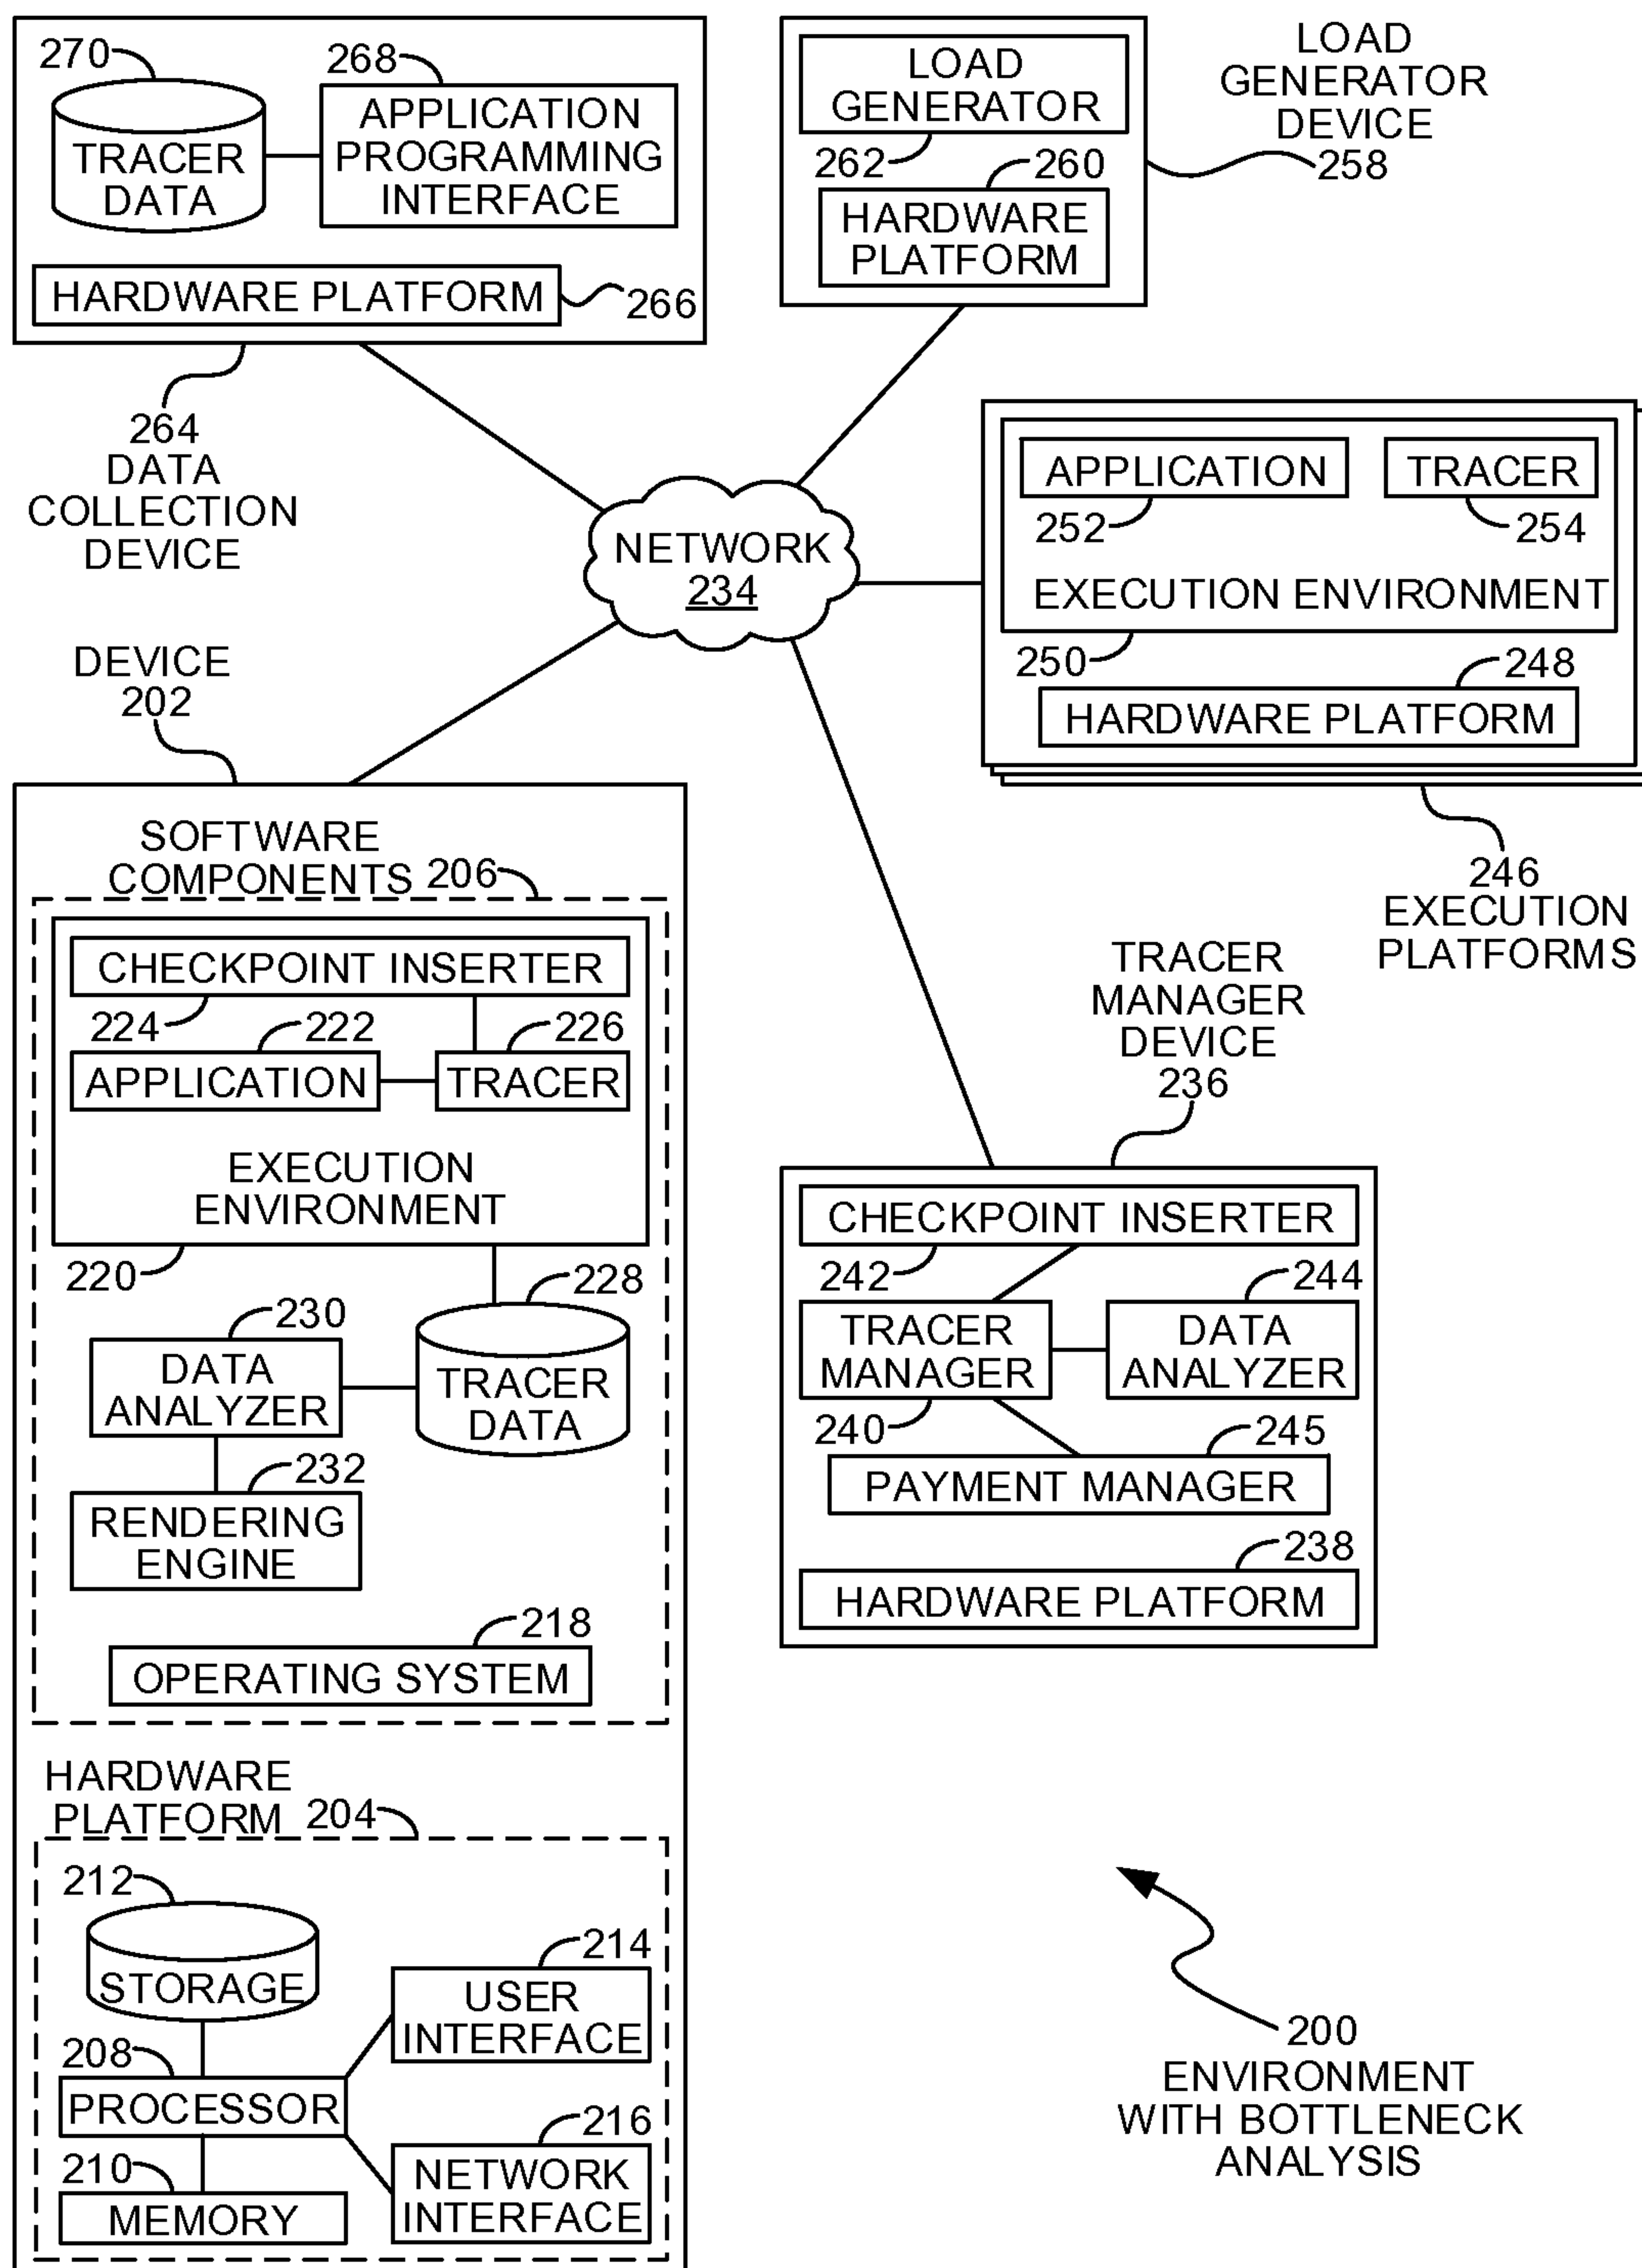 270
268
TRACER
DATA
APPLICATION
PROGRAMMING
INTERFACE
HARDWARE PLATFORM
266
264
DATA
COLLECTION
DEVICE
LOAD
GENERATOR
262
260
HARDWARE
PLATFORM
LOAD
GENERATOR
DEVICE
258
NETWORK
234
APPLICATION
TRACER
252
254
EXECUTION ENVIRONMENT
250
248
HARDWARE PLATFORM
246
EXECUTION
PLATFORMS
DEVICE
202
SOFTWARE
COMPONENTS 206
CHECKPOINT INSERTER
224
222
226
APPLICATION
TRACER
EXECUTION
ENVIRONMENT
220
228
230
DATA
ANALYZER
TRACER
DATA
232
RENDERING
ENGINE
218
OPERATING SYSTEM
HARDWARE
PLATFORM 204
212
STORAGE
214
USER
INTERFACE
208
PROCESSOR
216
NETWORK
INTERFACE
210
MEMORY
TRACER
MANAGER
DEVICE
236
CHECKPOINT INSERTER
242
244
TRACER
MANAGER
DATA
ANALYZER
240
245
PAYMENT MANAGER
238
HARDWARE PLATFORM
200
ENVIRONMENT
WITH BOTTLENECK
ANALYSIS